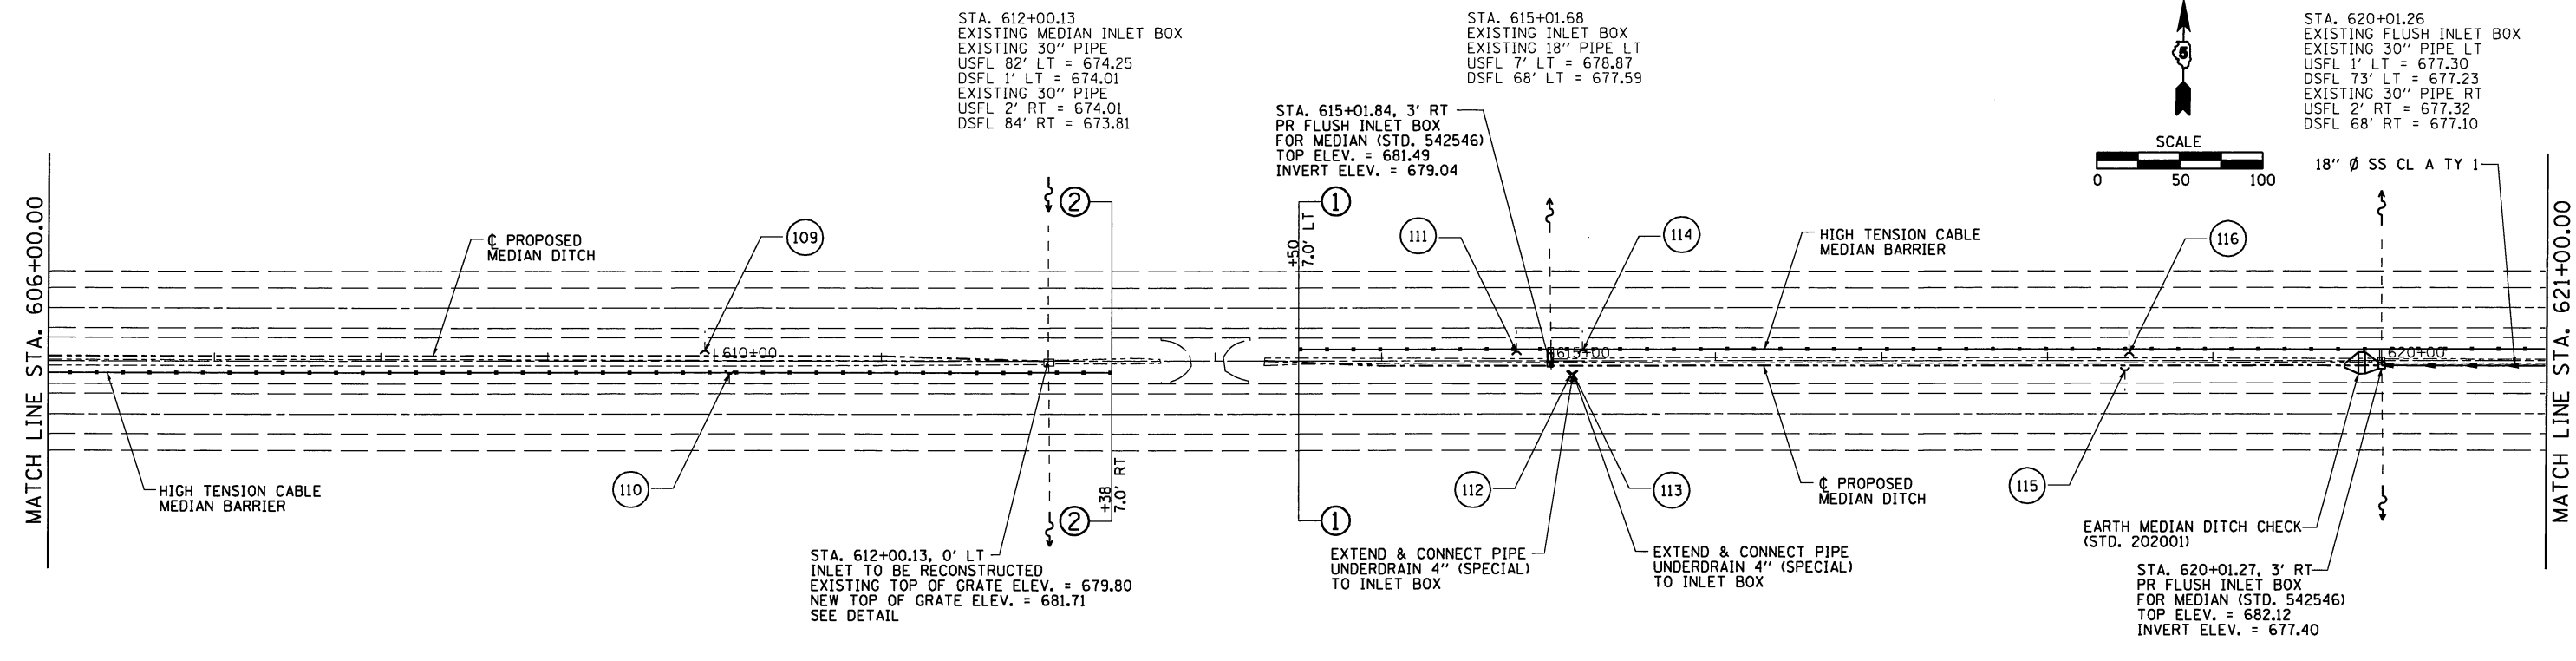 STA. 612+00.13
EXISTING MEDIAN INLET BOX
EXISTING 30" PIPE
USFL 82' LT = 674.25
DSFL 1' LT = 674.01
EXISTING 30" PIPE
USFL 2' RT = 674.01
DSFL 84' RT = 673.81
STA. 615+01.68
EXISTING INLET BOX
EXISTING 18" PIPE LT
USFL 7' LT = 678.87
DSFL 68' LT = 677.59
STA. 620+01.26
EXISTING FLUSH INLET BOX
EXISTING 30" PIPE LT
USFL 1' LT = 677.30
DSFL 73' LT = 677.23
EXISTING 30" PIPE RT
USFL 2' RT = 677.32
DSFL 68' RT = 677.10
5
SCALE
0 50 100
STA. 615+01.84, 3' RT
PR FLUSH INLET BOX
FOR MEDIAN (STD. 542546)
TOP ELEV. = 681.49
INVERT ELEV. = 679.04
18" Ø SS CL A TY 1
MATCH LINE STA. 606+00.00
℄ PROPOSED
MEDIAN DITCH
109
2
1
+50
7.0' LT
111
114
HIGH TENSION CABLE
MEDIAN BARRIER
116
MATCH LINE STA. 621+00.00
610+00
615+00
620+00
HIGH TENSION CABLE
MEDIAN BARRIER
110
+38
7.0' RT
2
1
112
113
℄ PROPOSED
MEDIAN DITCH
115
STA. 612+00.13, 0' LT
INLET TO BE RECONSTRUCTED
EXISTING TOP OF GRATE ELEV. = 679.80
NEW TOP OF GRATE ELEV. = 681.71
SEE DETAIL
EXTEND & CONNECT PIPE
UNDERDRAIN 4" (SPECIAL)
TO INLET BOX
EXTEND & CONNECT PIPE
UNDERDRAIN 4" (SPECIAL)
TO INLET BOX
EARTH MEDIAN DITCH CHECK
(STD. 202001)
STA. 620+01.27, 3' RT
PR FLUSH INLET BOX
FOR MEDIAN (STD. 542546)
TOP ELEV. = 682.12
INVERT ELEV. = 677.40